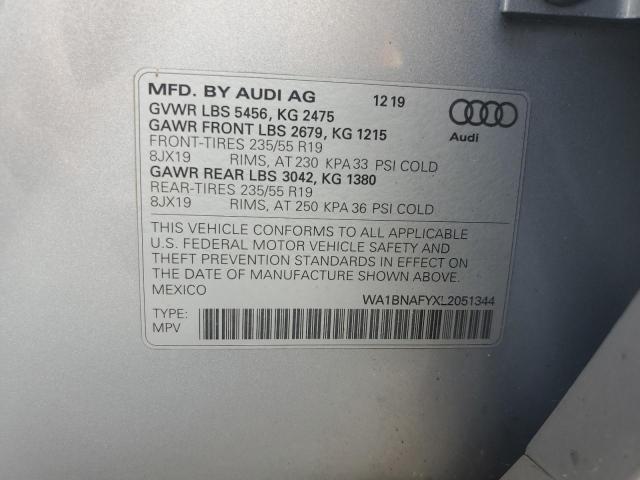 MFD. BY AUDI AG 12 19
GVWR LBS 5456, KG 2475
GAWR FRONT LBS 2679, KG 1215
FRONT-TIRES 235/55 R19
8JX19 RIMS, AT 230 KPA 33 PSI COLD
GAWR REAR LBS 3042, KG 1380
REAR-TIRES 235/55 R19
8JX19 RIMS, AT 250 KPA 36 PSI COLD
Audi
THIS VEHICLE CONFORMS TO ALL APPLICABLE
U.S. FEDERAL MOTOR VEHICLE SAFETY AND
THEFT PREVENTION STANDARDS IN EFFECT ON
THE DATE OF MANUFACTURE SHOWN ABOVE.
MEXICO WA1BNAFYXL2051344
TYPE:
MPV